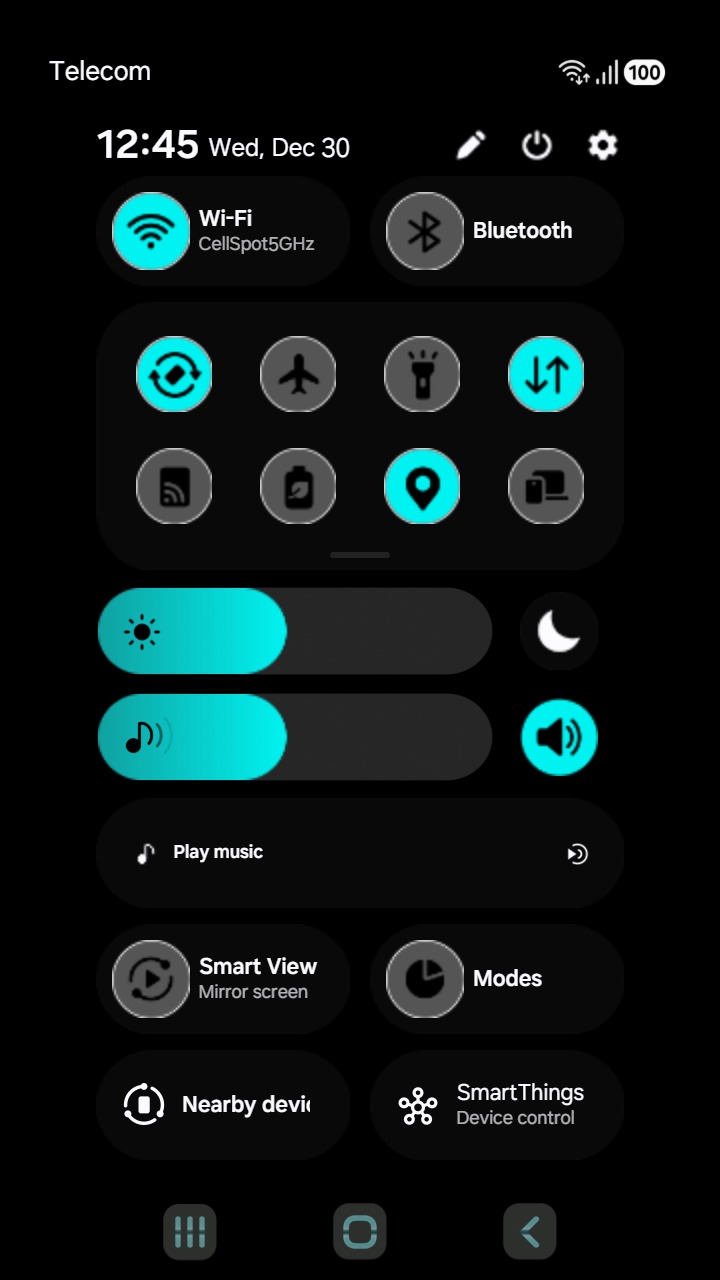 Telecom
100
12:45 Wed, Dec 30
Wi-Fi
CellSpot5GHz
Bluetooth
Play music
Smart View
Mirror screen
Modes
Nearby devic
SmartThings
Device control